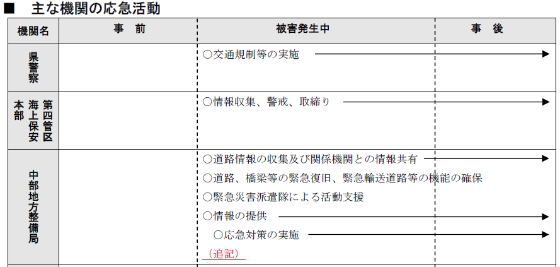 ■ 主な機関の応急活動
機関名 事 前 被害発生中 事 後
県警察
○交通規制等の実施
第四管区海上保安本部
○情報収集、警戒、取締り
中部地方整備局
○道路情報の収集及び関係機関との情報共有
○道路、橋梁等の緊急復旧、緊急輸送道路等の機能の確保
○緊急災害派遣隊による活動支援
○情報の提供
○応急対策の実施
（追記）